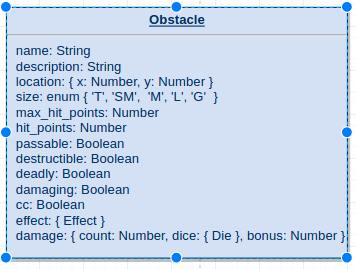 Obstacle
name: String
description: String
location: { x: Number, y: Number }
size: enum { 'T', 'SM', 'M', 'L', 'G' }
max_hit_points: Number
hit_points: Number
passable: Boolean
destructible: Boolean
deadly: Boolean
damaging: Boolean
cc: Boolean
effect: { Effect }
damage: { count: Number, dice: { Die }, bonus: Number }